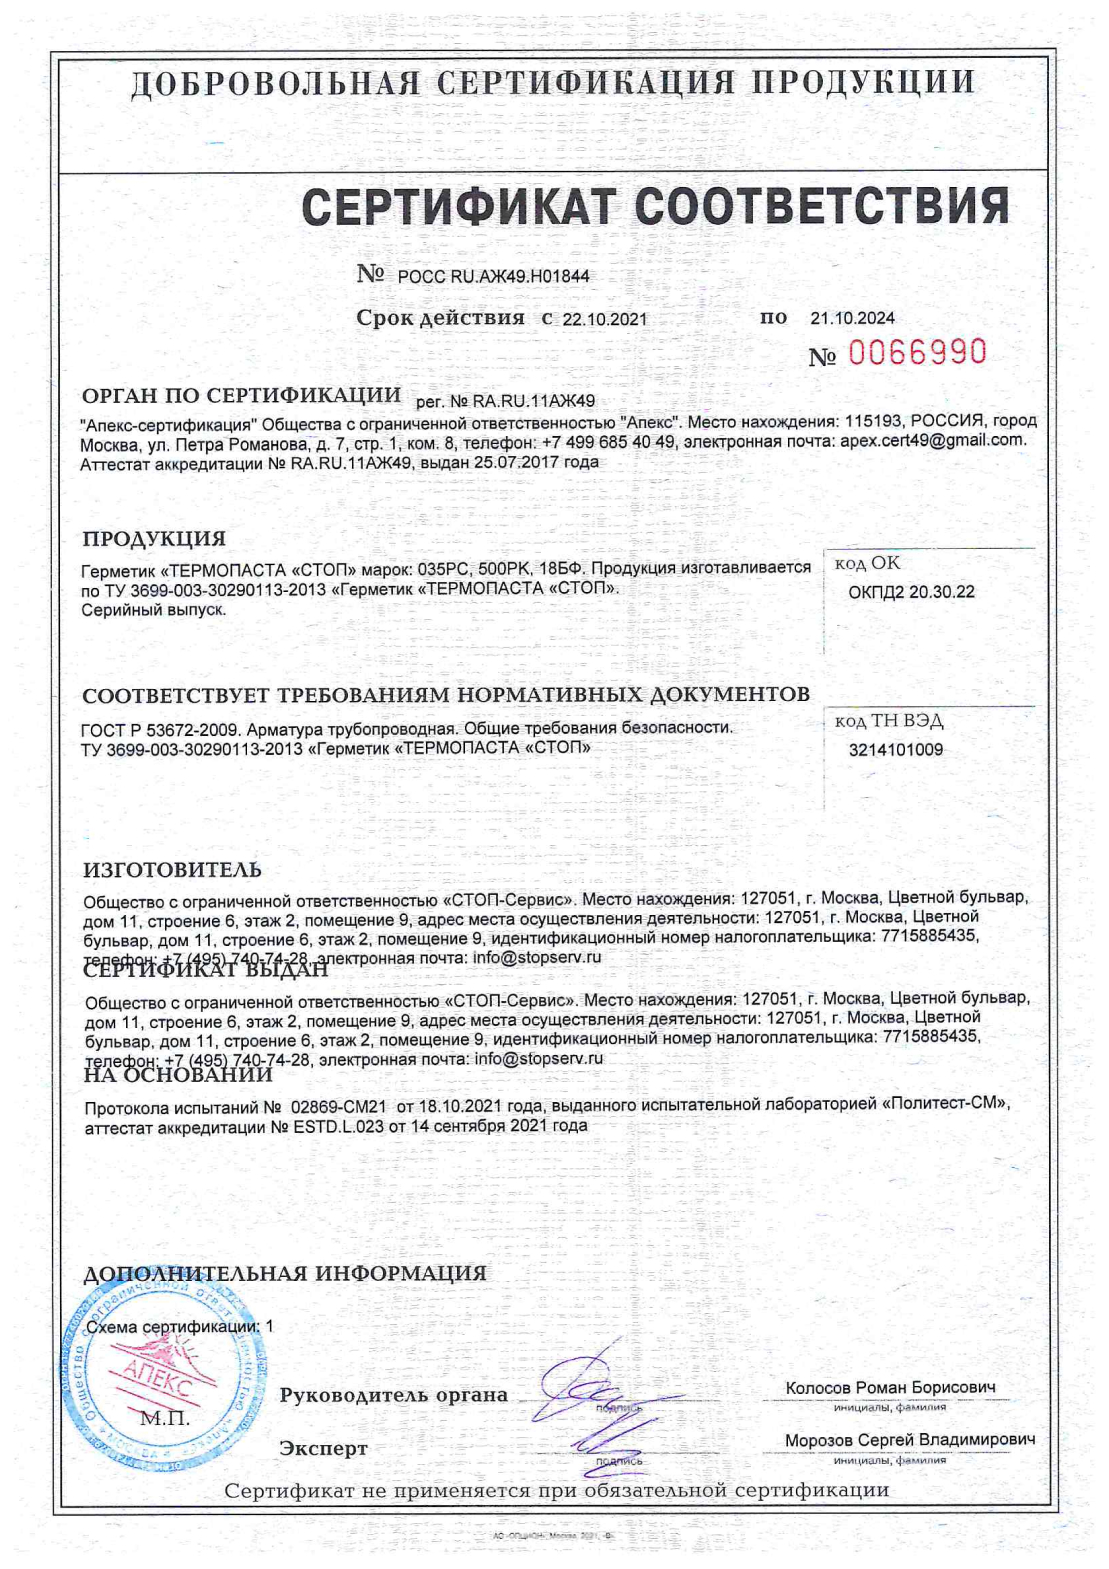 ДОБРОВОЛЬНАЯ СЕРТИФИКАЦИЯ ПРОДУКЦИИ
СЕРТИФИКАТ СООТВЕТСТВИЯ
№ РОСС RU.АЖ49.Н01844
Срок действия с 22.10.2021 по 21.10.2024
№ 0066990
ОРГАН ПО СЕРТИФИКАЦИИ рег. № RA.RU.11АЖ49
"Апекс-сертификация" Общества с ограниченной ответственностью "Апекс". Место нахождения: 115193, РОССИЯ, город
Москва, ул. Петра Романова, д. 7, стр. 1, ком. 8, телефон: +7 499 685 40 49, электронная почта: apex.cert49@gmail.com.
Аттестат аккредитации № RA.RU.11АЖ49, выдан 25.07.2017 года
ПРОДУКЦИЯ
Герметик «ТЕРМОПАСТА «СТОП» марок: 035РС, 500РК, 18БФ. Продукция изготавливается
по ТУ 3699-003-30290113-2013 «Герметик «ТЕРМОПАСТА «СТОП».
Серийный выпуск.
код ОК
ОКПД2 20.30.22
СООТВЕТСТВУЕТ ТРЕБОВАНИЯМ НОРМАТИВНЫХ ДОКУМЕНТОВ
ГОСТ Р 53672-2009. Арматура трубопроводная. Общие требования безопасности.
ТУ 3699-003-30290113-2013 «Герметик «ТЕРМОПАСТА «СТОП»
код ТН ВЭД
3214101009
ИЗГОТОВИТЕЛЬ
Общество с ограниченной ответственностью «СТОП-Сервис». Место нахождения: 127051, г. Москва, Цветной бульвар,
дом 11, строение 6, этаж 2, помещение 9, адрес места осуществления деятельности: 127051, г. Москва, Цветной
бульвар, дом 11, строение 6, этаж 2, помещение 9, идентификационный номер налогоплательщика: 7715885435,
телефон: +7 (495) 740-74-28, электронная почта: info@stopserv.ru
СЕРТИФИКАТ ВЫДАН
Общество с ограниченной ответственностью «СТОП-Сервис». Место нахождения: 127051, г. Москва, Цветной бульвар,
дом 11, строение 6, этаж 2, помещение 9, адрес места осуществления деятельности: 127051, г. Москва, Цветной
бульвар, дом 11, строение 6, этаж 2, помещение 9, идентификационный номер налогоплательщика: 7715885435,
телефон: +7 (495) 740-74-28, электронная почта: info@stopserv.ru
НА ОСНОВАНИИ
Протокола испытаний № 02869-СМ21 от 18.10.2021 года, выданного испытательной лабораторией «Политест-СМ»,
аттестат аккредитации № ESTD.L.023 от 14 сентября 2021 года
ДОПОЛНИТЕЛЬНАЯ ИНФОРМАЦИЯ
Схема сертификации: 1
АПЕКС
М.П.
Руководитель органа
подпись
Колосов Роман Борисович
инициалы, фамилия
Эксперт
подпись
Морозов Сергей Владимирович
инициалы, фамилия
Сертификат не применяется при обязательной сертификации
АО «ОПЦИОН», Москва, 2021, «В»